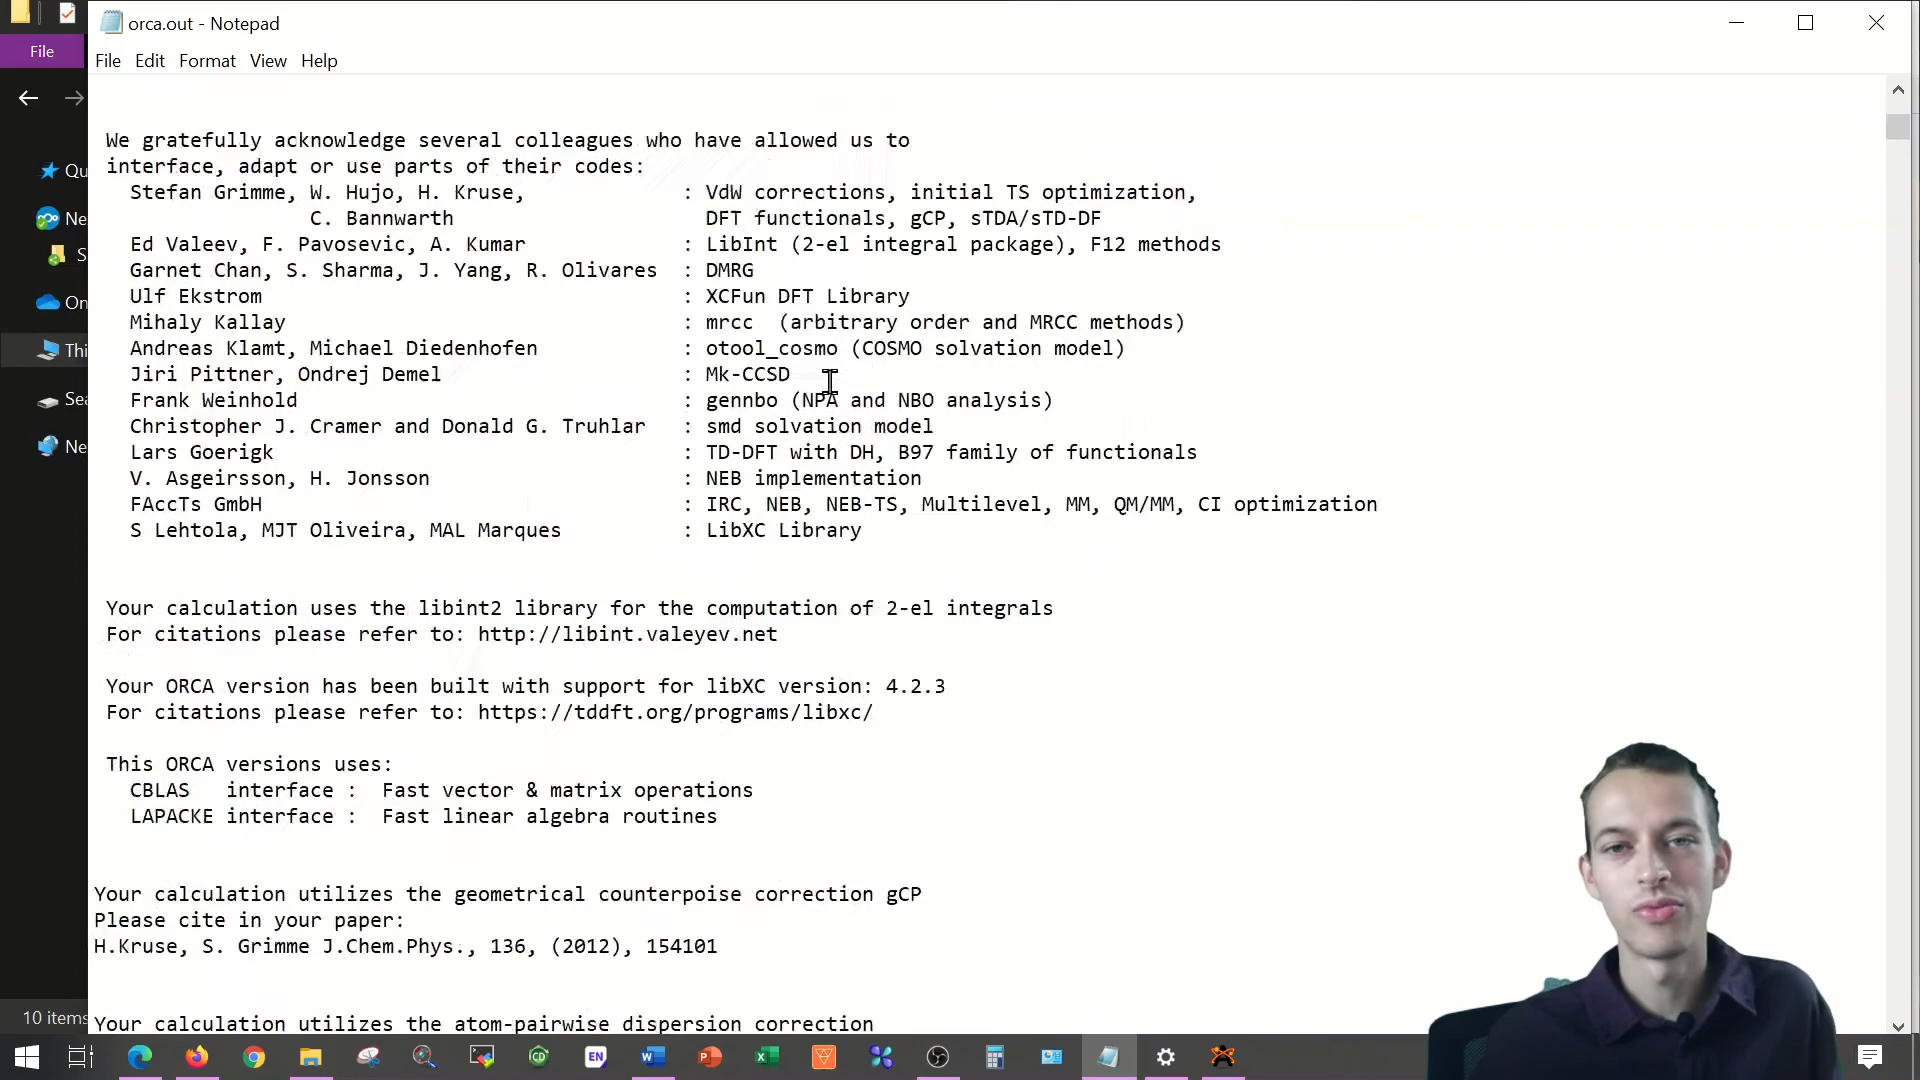 File
orca.out - Notepad
File Edit Format View Help
We gratefully acknowledge several colleagues who have allowed us to
interface, adapt or use parts of their codes:
Stefan Grimme, W. Hujo, H. Kruse, : VdW corrections, initial TS optimization,
C. Bannwarth DFT functionals, gCP, sTDA/sTD-DF
Ed Valeev, F. Pavosevic, A. Kumar : LibInt (2-el integral package), F12 methods
Garnet Chan, S. Sharma, J. Yang, R. Olivares : DMRG
Ulf Ekstrom : XCFun DFT Library
Mihaly Kallay : mrcc (arbitrary order and MRCC methods)
Andreas Klamt, Michael Diedenhofen : otool_cosmo (COSMO solvation model)
Jiri Pittner, Ondrej Demel : Mk-CCSD
Frank Weinhold : gennbo (NPA and NBO analysis)
Christopher J. Cramer and Donald G. Truhlar : smd solvation model
Lars Goerigk : TD-DFT with DH, B97 family of functionals
V. Asgeirsson, H. Jonsson : NEB implementation
FAccTs GmbH : IRC, NEB, NEB-TS, Multilevel, MM, QM/MM, CI optimization
S Lehtola, MJT Oliveira, MAL Marques : LibXC Library
Your calculation uses the libint2 library for the computation of 2-el integrals
For citations please refer to: http://libint.valeyev.net
Your ORCA version has been built with support for libXC version: 4.2.3
For citations please refer to: https://tddft.org/programs/libxc/
This ORCA versions uses:
CBLAS interface : Fast vector & matrix operations
LAPACKE interface : Fast linear algebra routines
Your calculation utilizes the geometrical counterpoise correction gCP
Please cite in your paper:
H.Kruse, S. Grimme J.Chem.Phys., 136, (2012), 154101
Your calculation utilizes the atom-pairwise dispersion correction
Qu
Ne
S
On
Thi
Sea
Ne
10 items
CD
EN